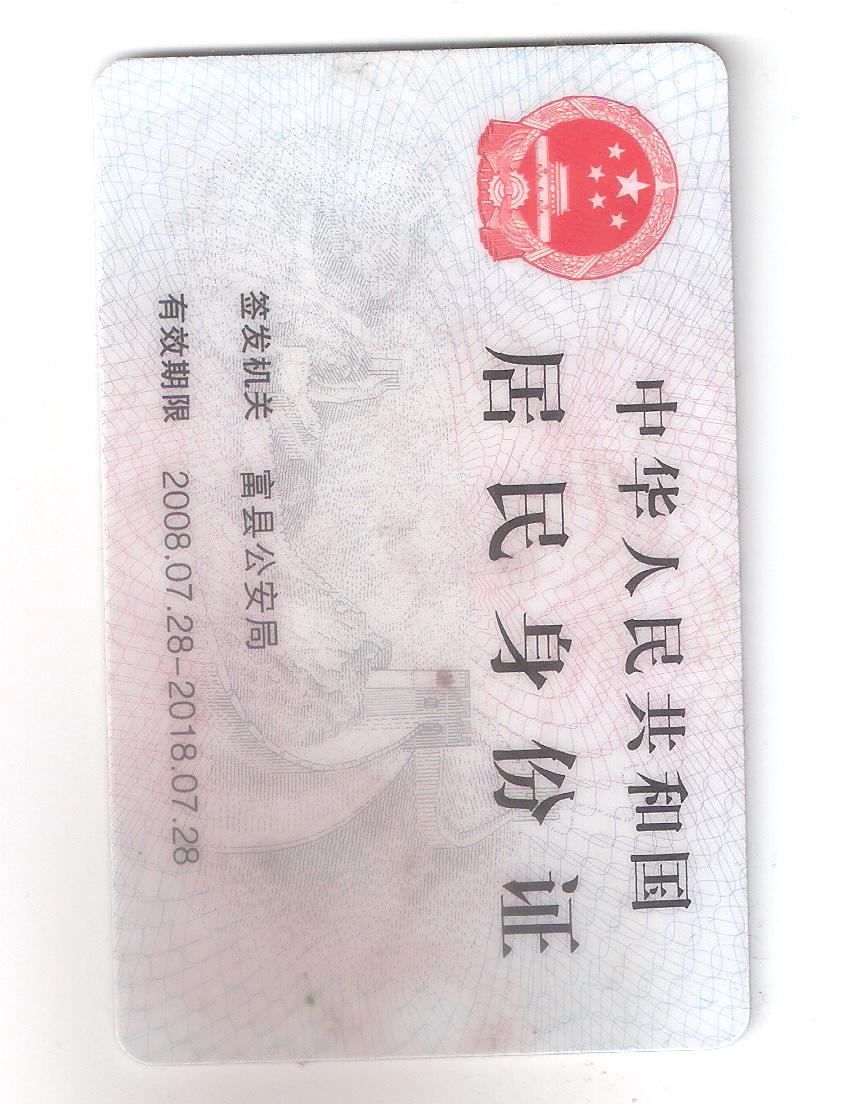 中华人民共和国
居民身份证
签发机关 富县公安局
有效期限 2008.07.28-2018.07.28